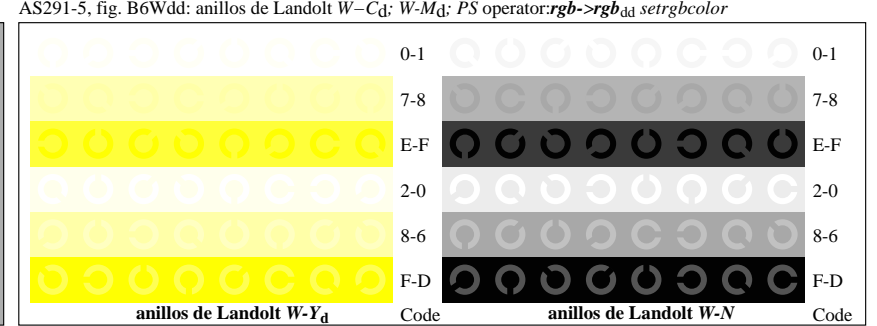 AS291-5, fig. B6Wdd: anillos de Landolt W–Cd; W-Md; PS operator:rgb->rgbdd setrgbcolor
0-1
7-8
E-F
2-0
8-6
F-D
anillos de Landolt W-Yd Code
0-1
7-8
E-F
2-0
8-6
F-D
anillos de Landolt W-N Code